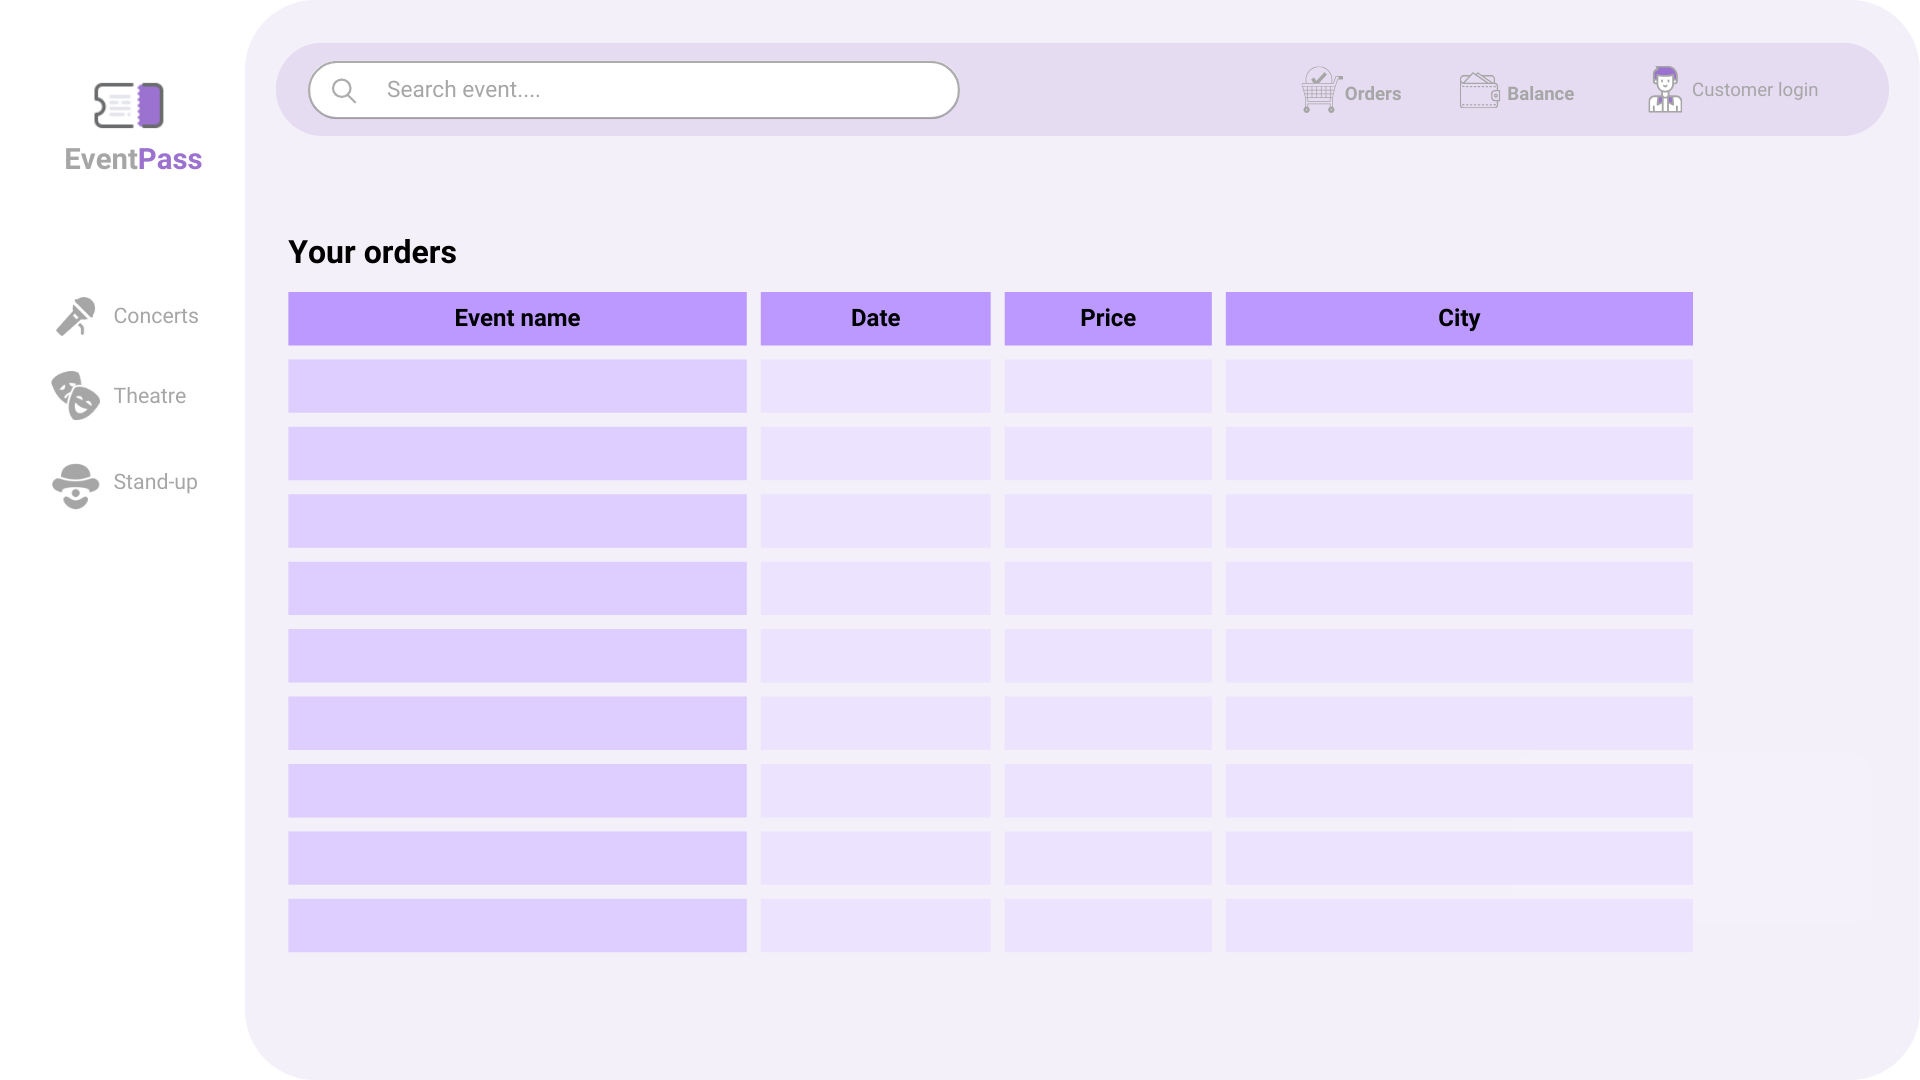 Search event....
Orders
Balance
Customer login
EventPass
Concerts
Theatre
Stand-up
Your orders
Event name
Date
Price
City